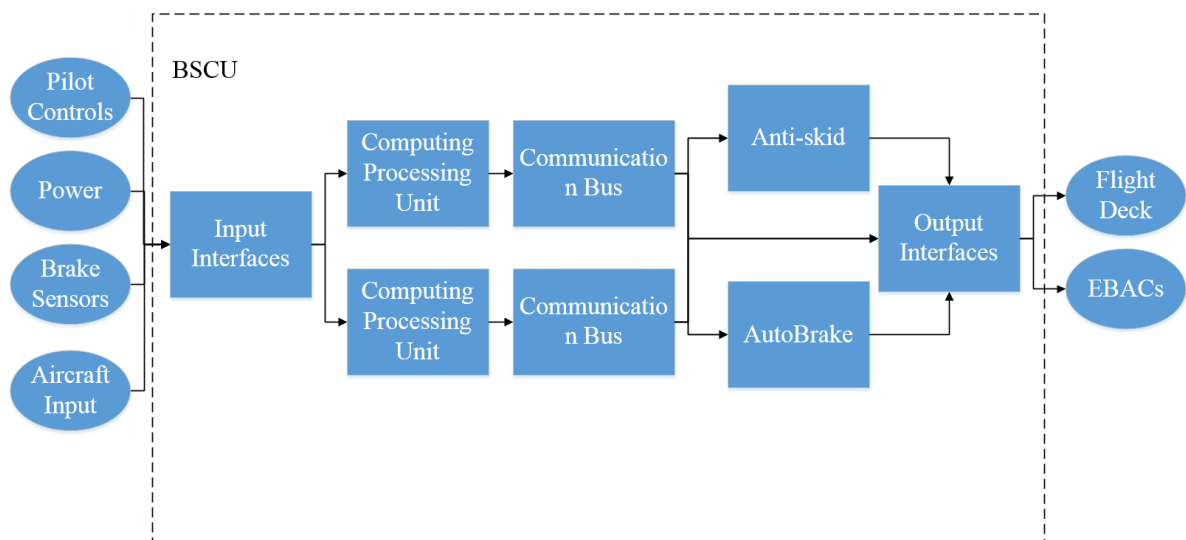 BSCU
Pilot
Controls
Power
Brake
Sensors
Aircraft
Input
Input
Interfaces
Computing
Processing
Unit
Communicatio
n Bus
Computing
Processing
Unit
Communicatio
n Bus
Anti-skid
AutoBrake
Output
Interfaces
Flight
Deck
EBACs